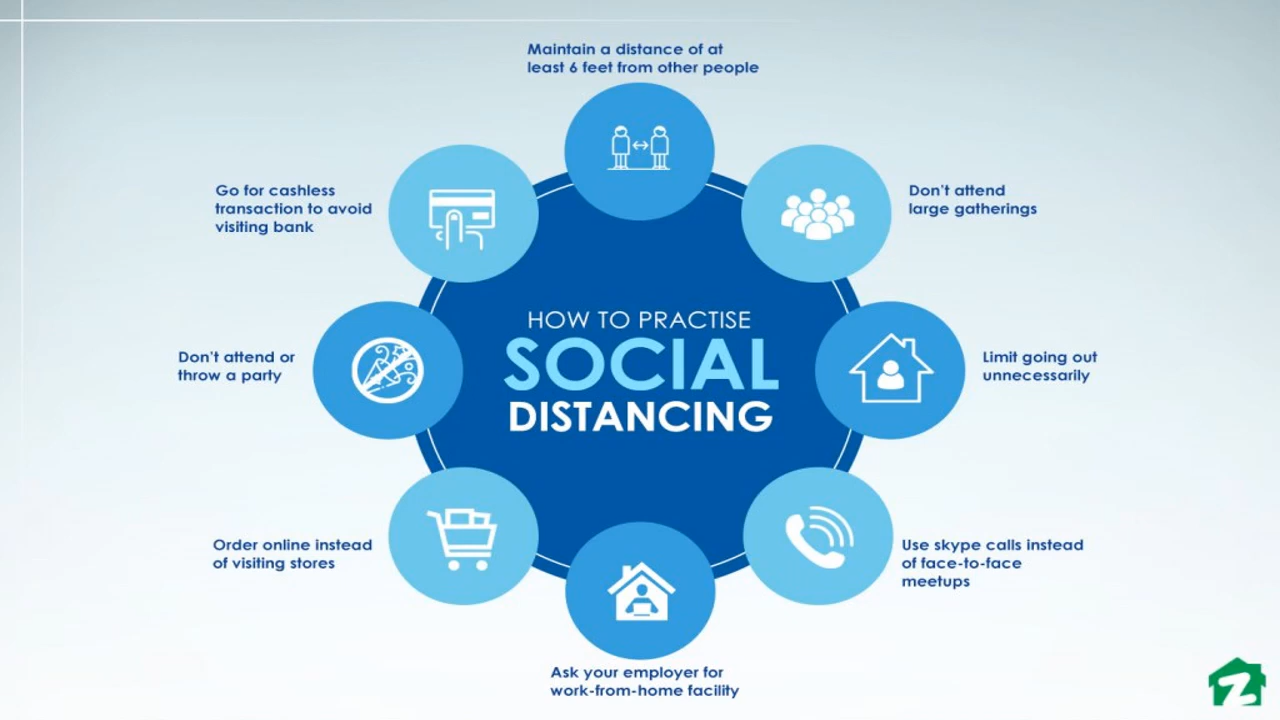 Maintain a distance of at
least 6 feet from other people
Don't attend
large gatherings
Limit going out
unnecessarily
Use skype calls instead
of face-to-face
meetups
Ask your employer for
work-from-home facility
Order online instead
of visiting stores
Don't attend or
throw a party
Go for cashless
transaction to avoid
visiting bank
HOW TO PRACTISE
SOCIAL
DISTANCING
Z